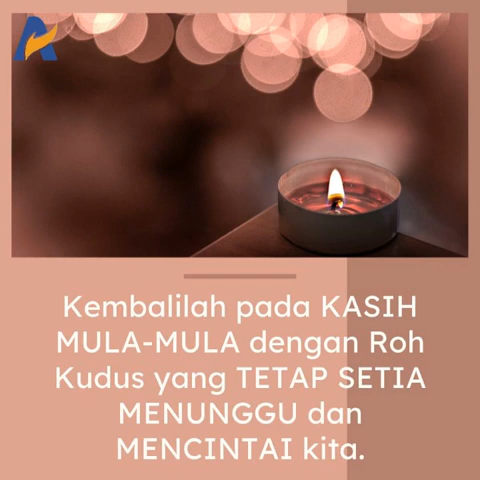 Kembalilah pada KASIH
MULA-MULA dengan Roh
Kudus yang TETAP SETIA
MENUNGGU dan
MENCINTAI kita.